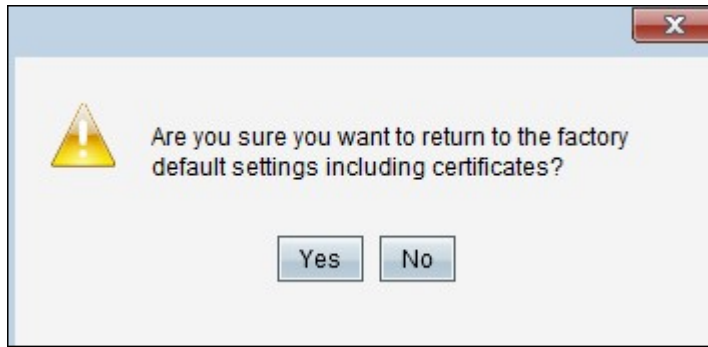 Are you sure you want to return to the factory
default settings including certificates?
Yes No